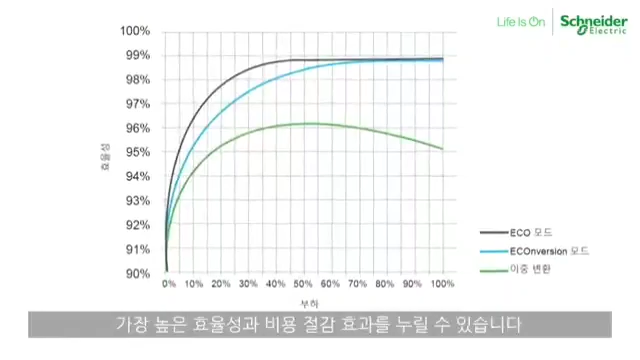 Life Is On
Schneider
Electric
100%
99%
98%
97%
96%
95%
94%
93%
92%
91%
90%
효율성
0%
10%
20%
30%
40%
50%
60%
70%
80%
90%
100%
부하
ECO 모드
ECOnversion 모드
이중 변환
가장 높은 효율성과 비용 절감 효과를 누릴 수 있습니다